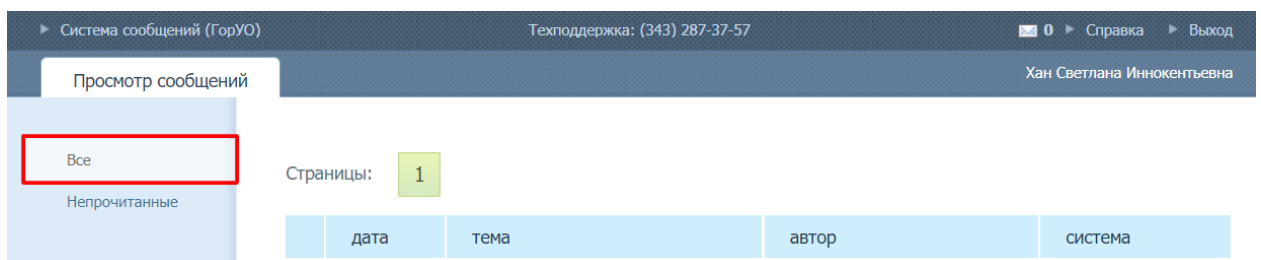 Система сообщений (ГорУО) Техподдержка: (343) 287-37-57 0 Справка Выход
Просмотр сообщений Хан Светлана Иннокентьевна
Все
Страницы: 1
Непрочитанные
дата тема автор система